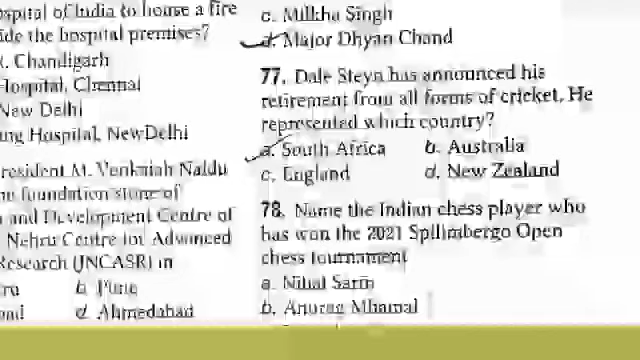 spital of India to house a fire
ide the hospital premises?
Chandigarh
Hospital, Chennai
New Delhi
ung Hospital, New Delhi
resident M. Venkaiah Naidu
foundation stone of
and Development Centre of
Nehru Centre for Advanced
Research (JNCASR) in
b. Pune
d. Ahmedabad
c. Milkha Singh
d. Major Dhyan Chand
77. Dale Steyn has announced his
retirement from all forms of cricket. He
represented which country?
a. South Africa b. Australia
c. England d. New Zealand
78. Name the Indian chess player who
has won the 2021 Spilimbergo Open
chess tournament
a. Nihal Sarin
b. Anurag Mhamal